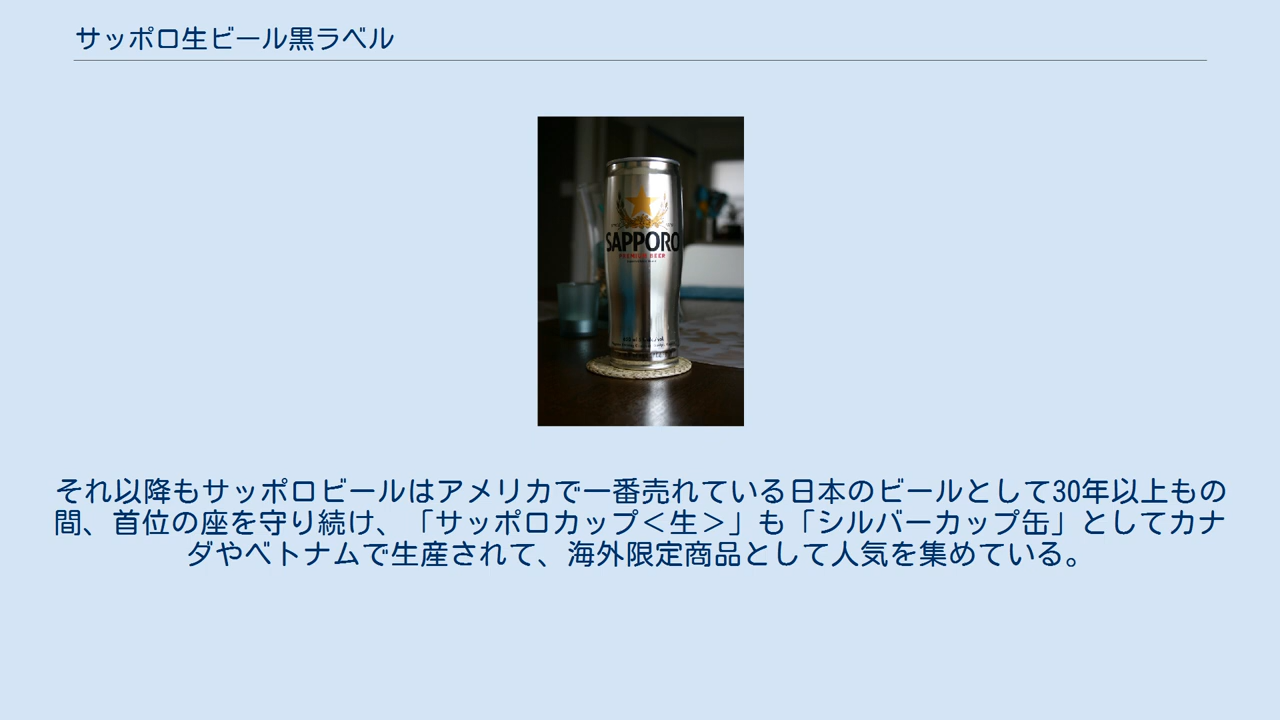 サッポロ生ビール黒ラベル
SAPPORO
PREMIUM BEER
それ以降もサッポロビールはアメリカで一番売れている日本のビールとして30年以上もの
間、首位の座を守り続け、「サッポロカップ＜生＞」も「シルバーカップ缶」としてカナ
ダやベトナムで生産されて、海外限定商品として人気を集めている。